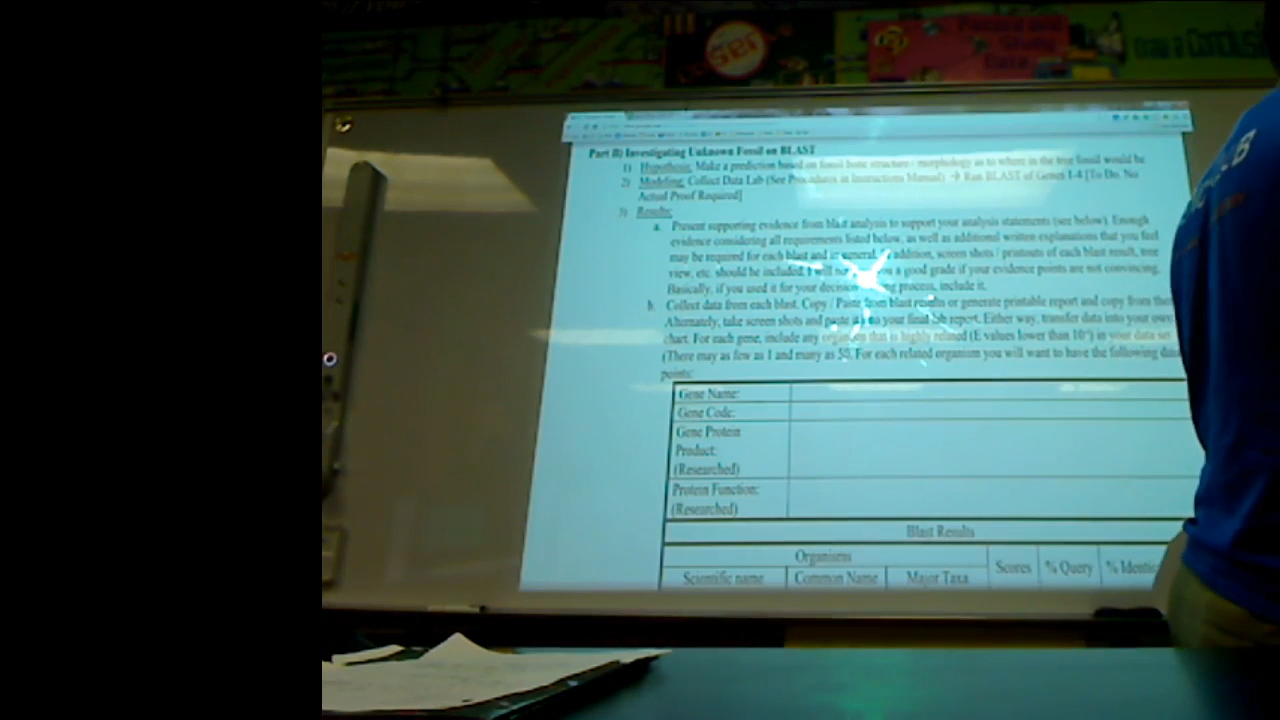 Part B) Investigating Unknown Fossil on BLAST
1) Hypothesis: Make a prediction based on fossil bone structure / morphology as to where in the tree fossil would be
2) Modeling: Collect Data Lab (See Procedures in Instructions Manual) → Run BLAST of Genes 1-4 [To Do. No
Actual Proof Required]
3) Results:
a. Present supporting evidence from blast analysis to support your analysis statements (see below). Enough
evidence considering all requirements listed below, as well as additional written explanations that you feel
may be required for each blast and in general. In addition, screen shots / printouts of each blast result, tree
view, etc. should be included. I will a good grade if your evidence points are not convincing.
Basically, if you used it for your decision process, include it.
b. Collect data from each blast. Copy / Paste from blast results or generate printable report and copy from
Alternately, take screen shots and paste your final lab report. Either way, transfer data into your own
chart. For each gene, include any organism that is highly related (E values lower than in your data set
(There may as few as 1 and many as 50. For each related organism you will want to have the following data
points:
Gene Name:
Gene Code:
Gene Protein
Product:
(Researched)
Protein Function:
(Researched)
Blast Results
Organisms
Scores % Query %
Scientific name Common Name Major Taxa